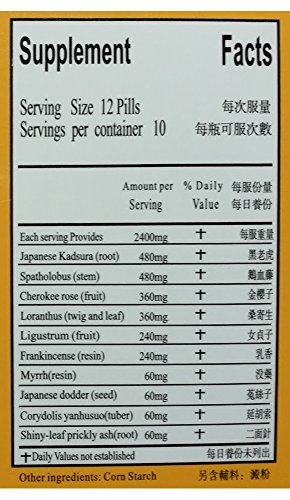 Supplement Facts
Serving Size 12 Pills 每次服量
Servings per container 10 每瓶可服次數
Amount per % Daily 每服份量
Serving Value 每日養份
Each serving Provides 2400mg † 每服重量
Japanese Kadsura (root) 480mg † 黑老虎
Spatholobus (stem) 480mg † 鵝血藤
Cherokee rose (fruit) 360mg † 金櫻子
Loranthus (twig and leaf) 360mg † 桑寄生
Ligustrum (fruit) 240mg † 女貞子
Frankincense (resin) 240mg † 乳香
Myrrh(resin) 60mg † 没藥
Japanese dodder (seed) 60mg † 菟絲子
Corydolis yanhusuo(tuber) 60mg † 延胡索
Shiny-leaf prickly ash(root) 60mg † 二面針
† Daily Values not established 每日養份未列出
Other ingredients: Corn Starch 另含輔料：澱粉